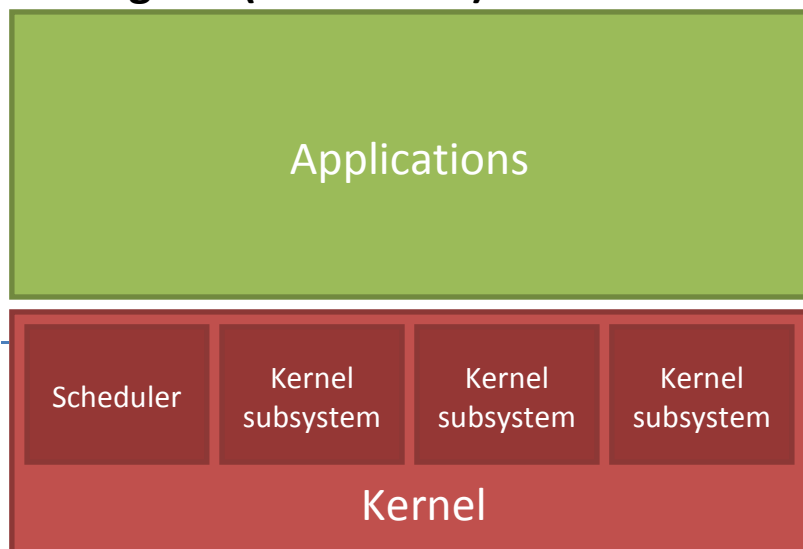 Applications
Scheduler
Kernel
subsystem
Kernel
subsystem
Kernel
subsystem
Kernel